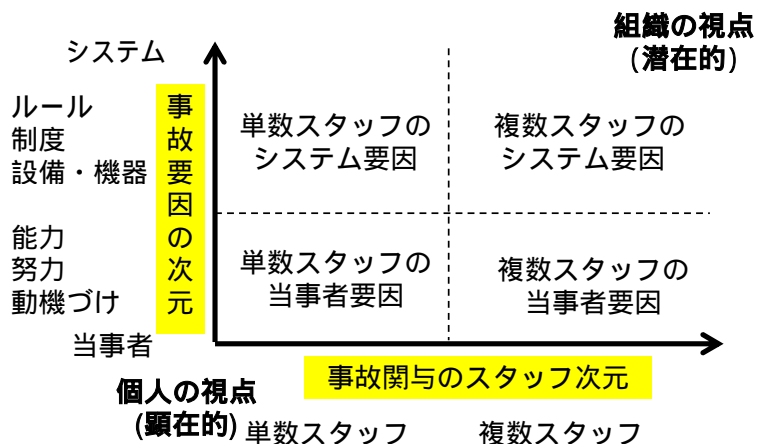 組織の視点
(潜在的)
システム
ルール
制度
設備・機器
事故要因の次元
単数スタッフの
システム要因
複数スタッフの
システム要因
能力
努力
動機づけ
単数スタッフの
当事者要因
複数スタッフの
当事者要因
当事者
事故関与のスタッフ次元
個人の視点
(顕在的)
単数スタッフ
複数スタッフ